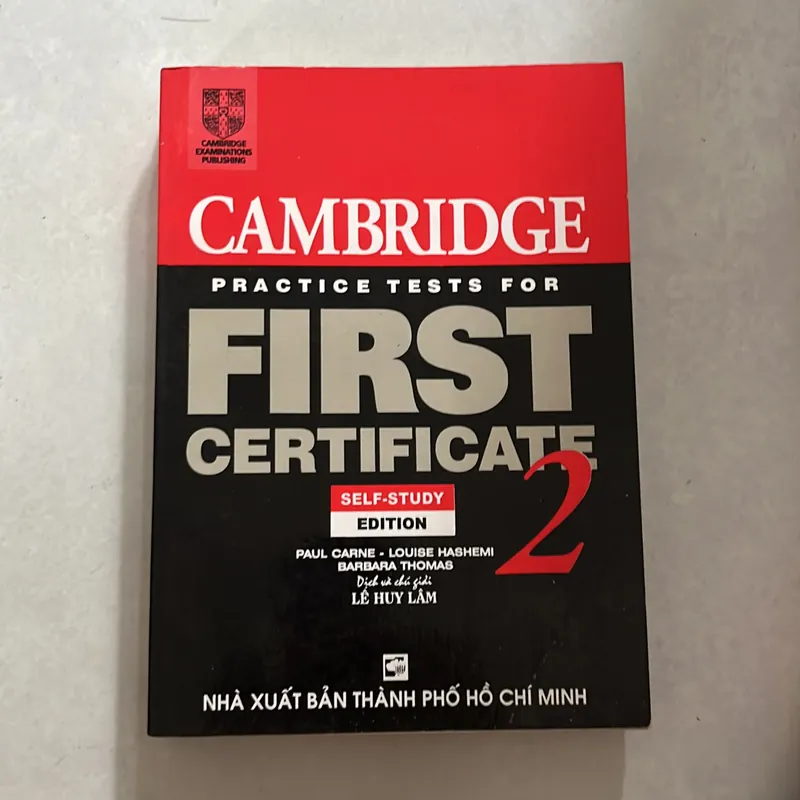 CAMBRIDGE
EXAMINATIONS
PUBLISHING
CAMBRIDGE
PRACTICE TESTS FOR
FIRST
CERTIFICATE
2
SELF-STUDY
EDITION
PAUL CARNE - LOUISE HASHEMI
BARBARA THOMAS
Dịch và chú giải
LÊ HUY LÂM
NHÀ XUẤT BẢN THÀNH PHỐ HỒ CHÍ MINH